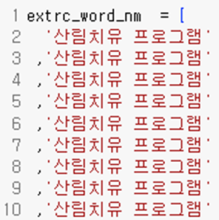 1 extrc_word_nm = [
2 ,'산림치유 프로그램'
3 ,'산림치유 프로그램'
4 ,'산림치유 프로그램'
5 ,'산림치유 프로그램'
6 ,'산림치유 프로그램'
7 ,'산림치유 프로그램'
8 ,'산림치유 프로그램'
9 ,'산림치유 프로그램'
10 ,'산림치유 프로그램'